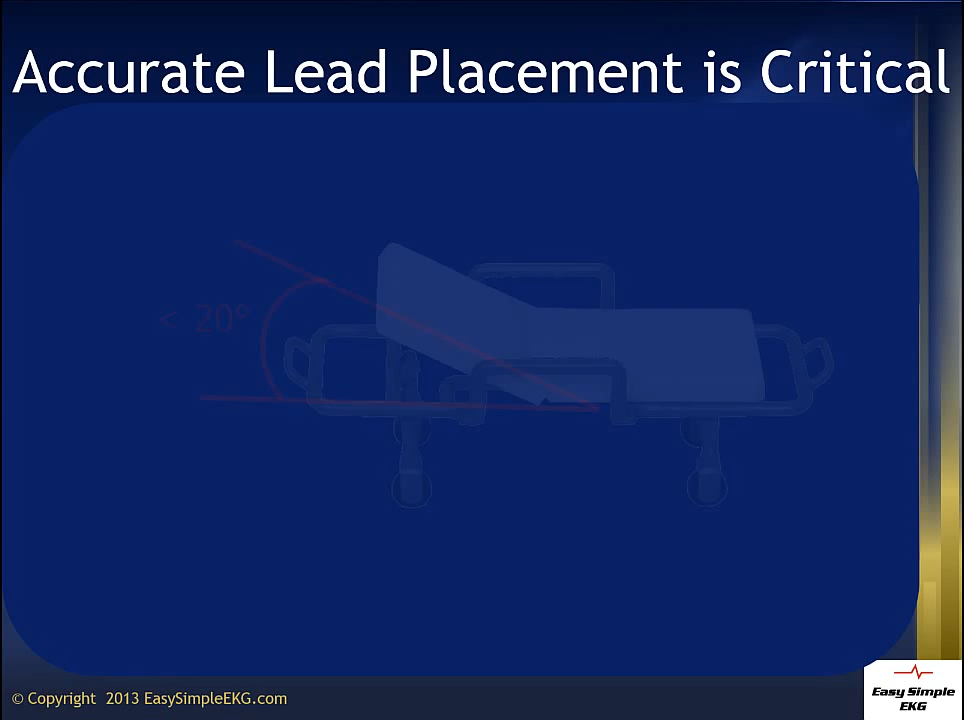 Accurate Lead Placement is Critical
< 20°
© Copyright 2013 EasySimpleEKG.com
Easy Simple
EKG